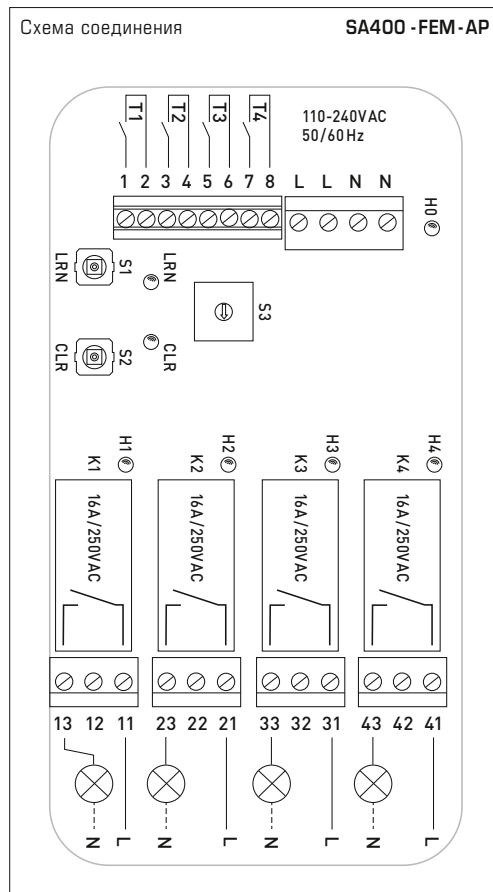 Схема соединения SA400-FEM-AP
T1 T2 T3 T4
110-240VAC
50/60Hz
1 2 3 4 5 6 7 8 L L N N
H0
LRN S1 LRN
S3
CLR S2 CLR
H1 H2 H3 H4
K1 K2 K3 K4
16A/250VAC 16A/250VAC 16A/250VAC 16A/250VAC
13 12 11 23 22 21 33 32 31 43 42 41
N L N L N L N L